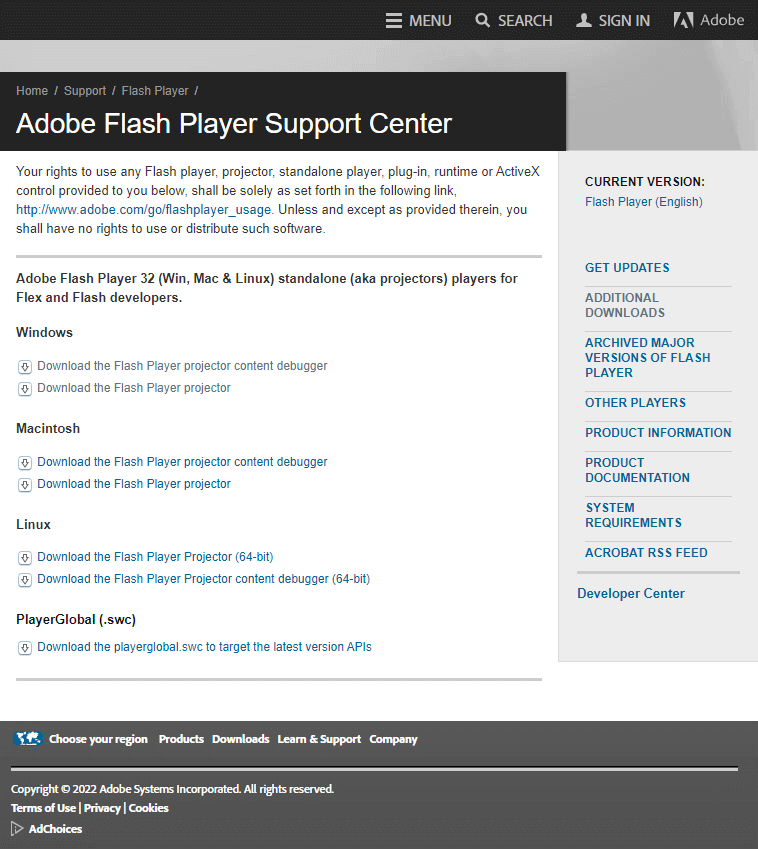 MENU SEARCH SIGN IN Adobe
Home / Support / Flash Player /
Adobe Flash Player Support Center
Your rights to use any Flash player, projector, standalone player, plug-in, runtime or ActiveX
control provided to you below, shall be solely as set forth in the following link,
http://www.adobe.com/go/flashplayer_usage. Unless and except as provided therein, you
shall have no rights to use or distribute such software.
Adobe Flash Player 32 (Win, Mac & Linux) standalone (aka projectors) players for
Flex and Flash developers.
Windows
Download the Flash Player projector content debugger
Download the Flash Player projector
Macintosh
Download the Flash Player projector content debugger
Download the Flash Player projector
Linux
Download the Flash Player Projector (64-bit)
Download the Flash Player Projector content debugger (64-bit)
PlayerGlobal (.swc)
Download the playerglobal.swc to target the latest version APIs
CURRENT VERSION:
Flash Player (English)
GET UPDATES
ADDITIONAL
DOWNLOADS
ARCHIVED MAJOR
VERSIONS OF FLASH
PLAYER
OTHER PLAYERS
PRODUCT INFORMATION
PRODUCT
DOCUMENTATION
SYSTEM
REQUIREMENTS
ACROBAT RSS FEED
Developer Center
Choose your region Products Downloads Learn & Support Company
Copyright © 2022 Adobe Systems Incorporated. All rights reserved.
Terms of Use | Privacy | Cookies
AdChoices